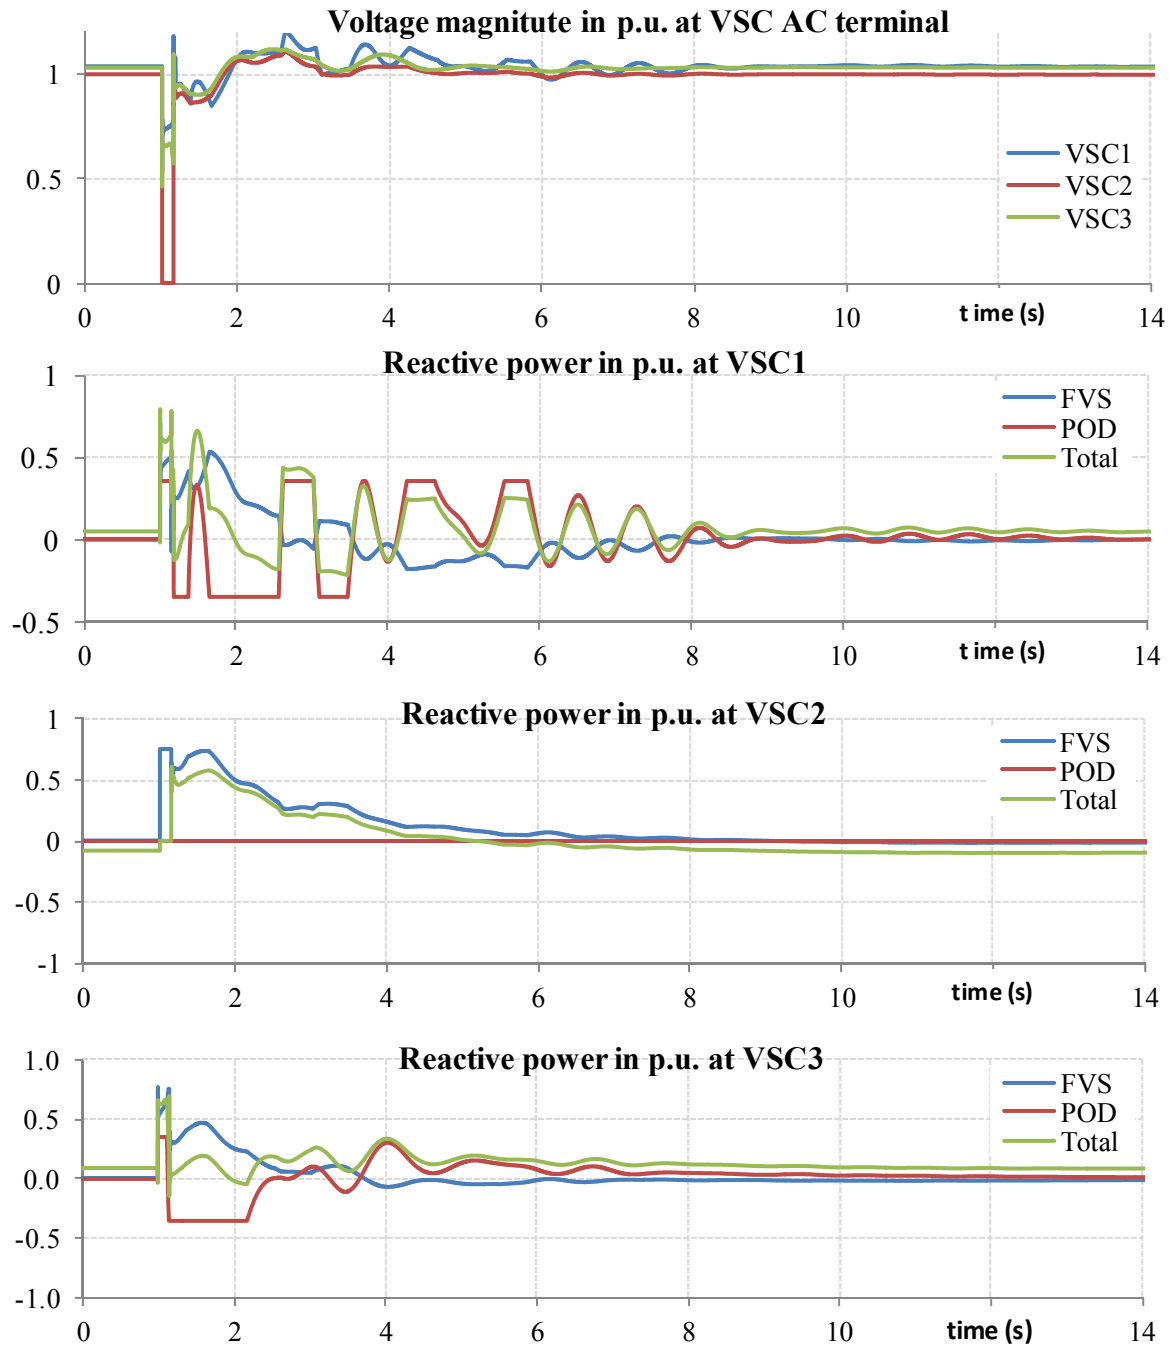 Voltage magnitute in p.u. at VSC AC terminal
1
0.5
0
VSC1
VSC2
VSC3
0 2 4 6 8 10 t ime (s) 14
Reactive power in p.u. at VSC1
1
0.5
0
-0.5
FVS
POD
Total
0 2 4 6 8 10 t ime (s) 14
Reactive power in p.u. at VSC2
1
0.5
0
-0.5
-1
FVS
POD
Total
0 2 4 6 8 10 time (s) 14
Reactive power in p.u. at VSC3
1.0
0.5
0.0
-0.5
-1.0
FVS
POD
Total
0 2 4 6 8 10 time (s) 14